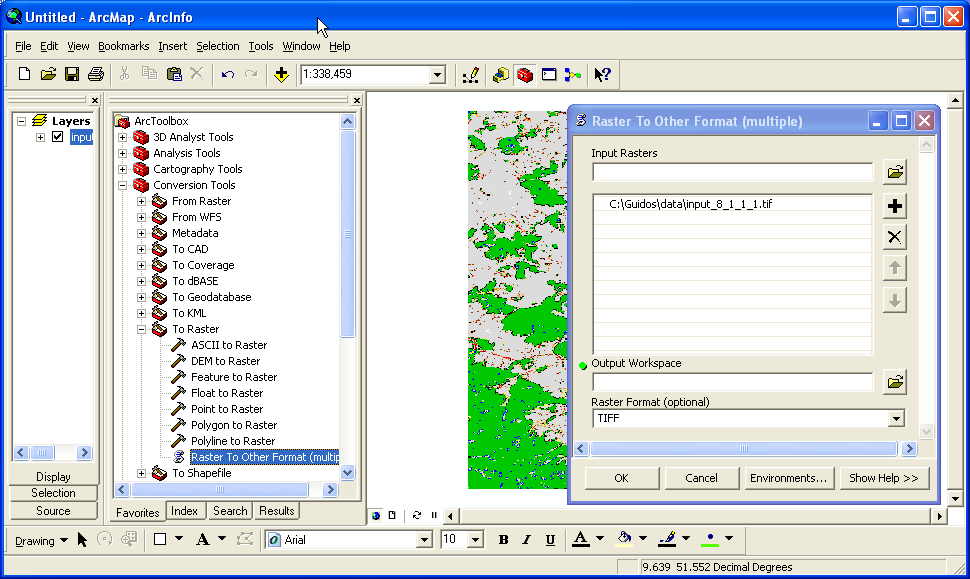 Untitled - ArcMap - ArcInfo
File Edit View Bookmarks Insert Selection Tools Window Help
1:338,459
Layers
input
Display
Selection
Source
ArcToolbox
3D Analyst Tools
Analysis Tools
Cartography Tools
Conversion Tools
From Raster
From WFS
Metadata
To CAD
To Coverage
To dBASE
To Geodatabase
To KML
To Raster
ASCII to Raster
DEM to Raster
Feature to Raster
Float to Raster
Point to Raster
Polygon to Raster
Polyline to Raster
Raster To Other Format (multip
To Shapefile
Favorites Index Search Results
Raster To Other Format (multiple)
Input Rasters
C:\Guidos\data\input_8_1_1_1.tif
Output Workspace
Raster Format (optional)
TIFF
OK Cancel Environments... Show Help >>
Drawing A Arial 10 B I U A
9.639 51.552 Decimal Degrees